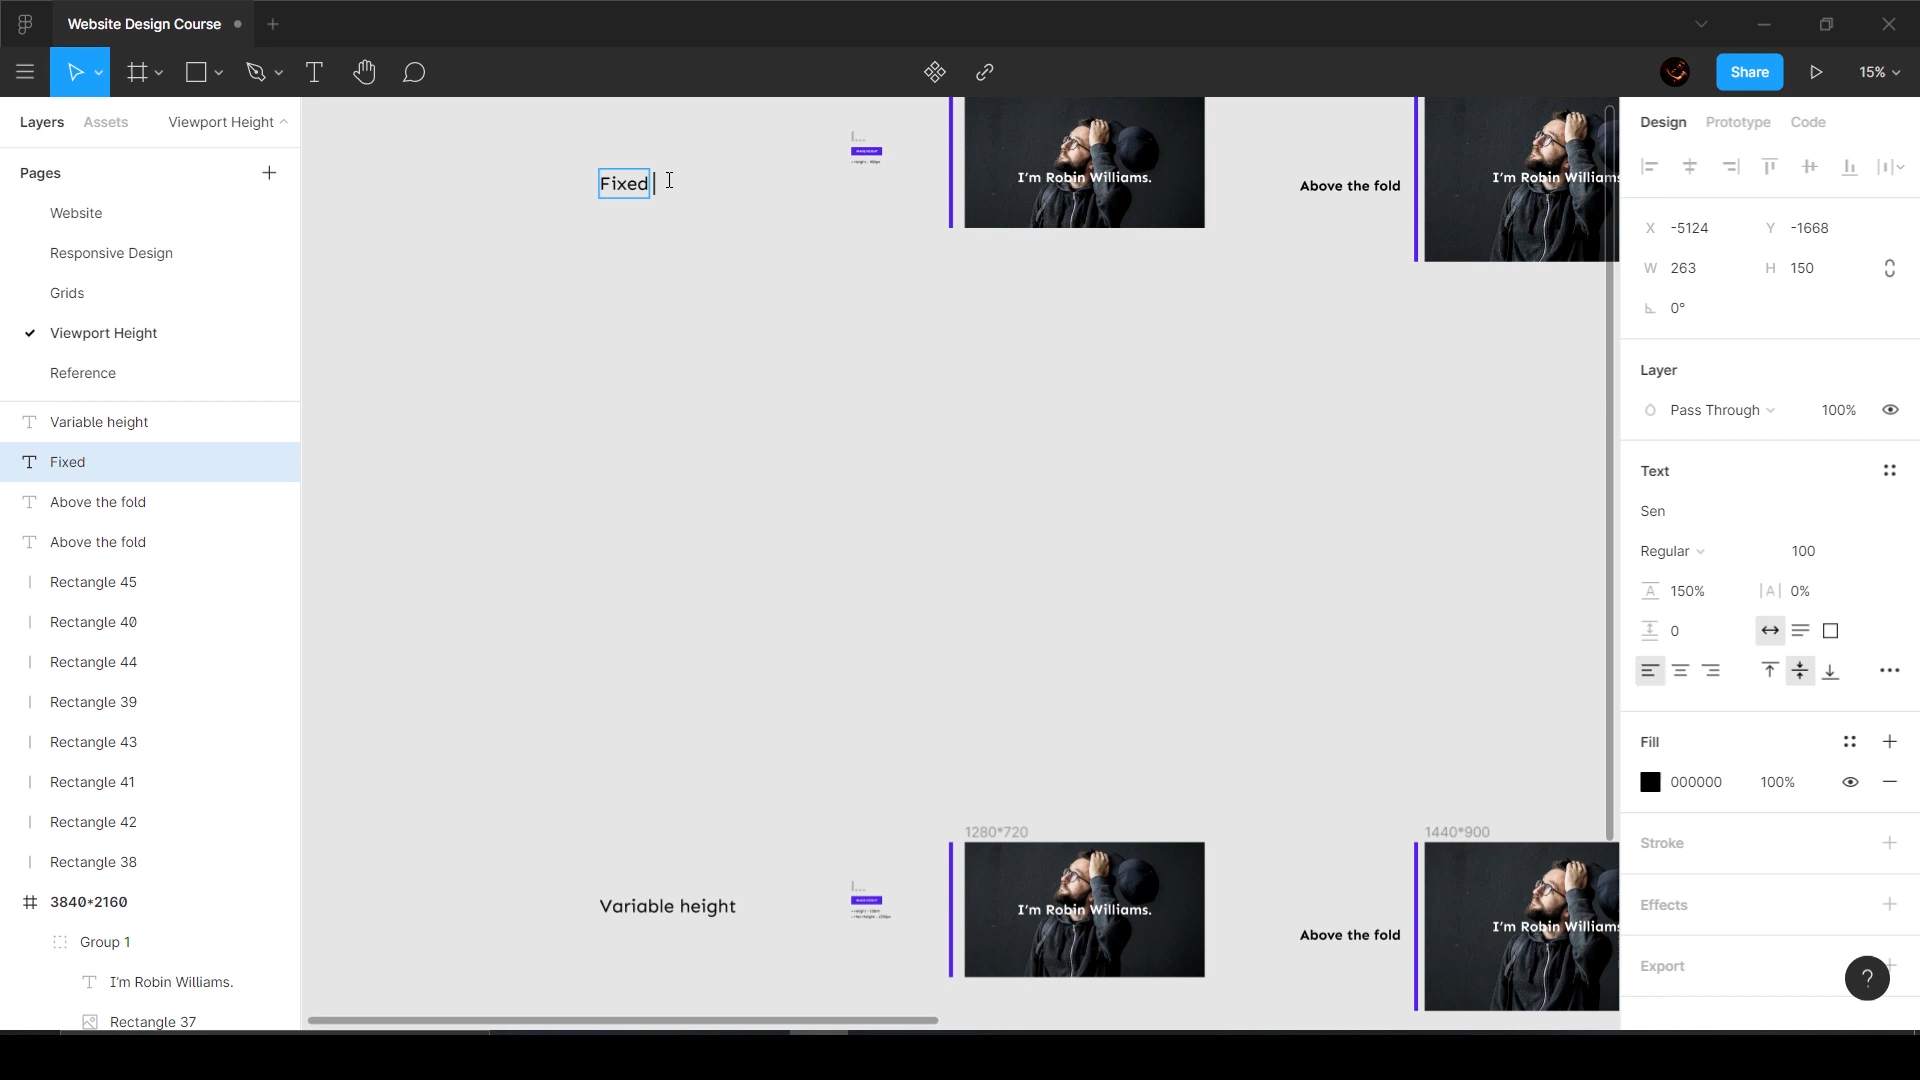 Website Design Course
Share
15%
Layers
Assets
Viewport Height
Design
Prototype
Code
Pages
Website
Responsive Design
Grids
Viewport Height
Reference
Variable height
Fixed
Above the fold
Above the fold
Rectangle 45
Rectangle 40
Rectangle 44
Rectangle 39
Rectangle 43
Rectangle 41
Rectangle 42
Rectangle 38
3840*2160
Group 1
I'm Robin Williams.
Rectangle 37
Fixed
I...
IMAGE HEIGHT
I'm Robin Williams.
Above the fold
I'm Robin Williams
Variable height
I...
IMAGE HEIGHT
1280*720
I'm Robin Williams.
Above the fold
1440*900
I'm Robin Williams
X -5124
Y -1668
W 263
H 150
0°
Layer
Pass Through
100%
Text
Sen
Regular
100
A 150%
|A| 0%
0
Fill
000000
100%
Stroke
Effects
Export
?